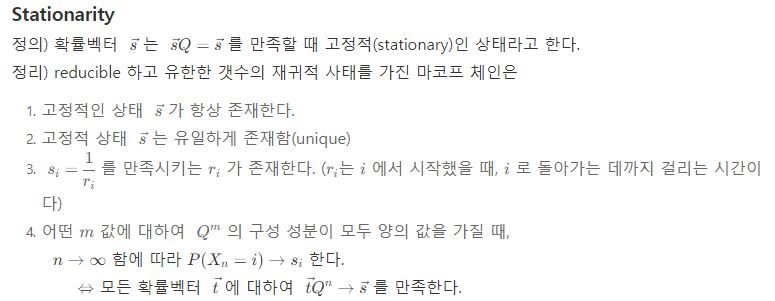 Stationarity
정의) 확률벡터 $\vec{s}$ 는 $\vec{s}Q = \vec{s}$ 를 만족할 때 고정적(stationary)인 상태라고 한다.
정리) reducible 하고 유한한 갯수의 재귀적 사태를 가진 마코프 체인은
1. 고정적인 상태 $\vec{s}$ 가 항상 존재한다.
2. 고정적 상태 $\vec{s}$ 는 유일하게 존재함(unique)
3. $s_i = \frac{1}{r_i}$ 를 만족시키는 $r_i$ 가 존재한다. ($r_i$는 $i$ 에서 시작했을 때, $i$ 로 돌아가는 데까지 걸리는 시간이
다)
4. 어떤 $m$ 값에 대하여 $Q^m$ 의 구성 성분이 모두 양의 값을 가질 때,
$n \to \infty$ 함에 따라 $P(X_n = i) \to s_i$ 한다.
$\Leftrightarrow$ 모든 확률벡터 $\vec{t}$ 에 대하여 $\vec{t}Q^n \to \vec{s}$ 를 만족한다.